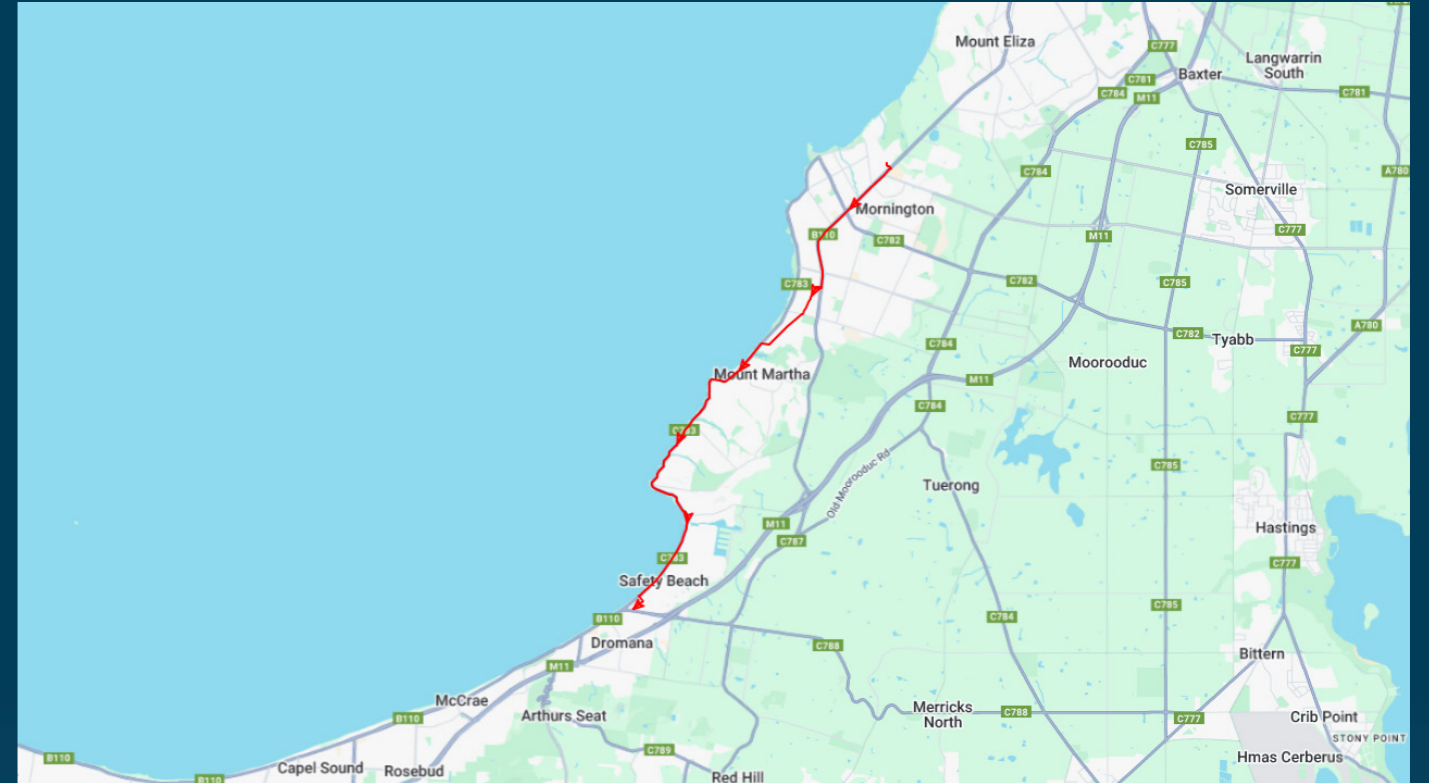 Mount Eliza
C777
Langwarrin
South
Baxter
C781
C784
M11
C781
C785
C784
A780
Somerville
Mornington
C777
B110
C782
M11
C783
C782
C785
A780
C782
Tyabb
C784
C777
Moorooduc
Mount Martha
M11
C784
C777
C783
Old Moorooduc Rd
C785
Tuerong
M11
Hastings
C787
C783
C777
Safety Beach
C785
B110
C784
Dromana
C788
Bittern
M11
McCrae
Merricks
North
C788
Arthurs Seat
B110
C777
Crib Point
STONY POINT
C789
B110
Hmas Cerberus
Capel Sound
Rosebud
B110
Red Hill